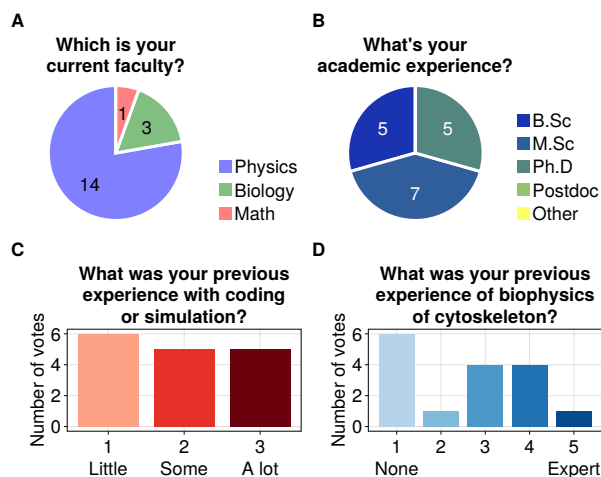 A
Which is your
current faculty?
1
3
14
Physics
Biology
Math
B
What's your
academic experience?
5
5
7
B.Sc
M.Sc
Ph.D
Postdoc
Other
C
What was your previous
experience with coding
or simulation?
Number of votes
6
4
2
0
1 2 3
Little Some A lot
D
What was your previous
experience of biophysics
of cytoskeleton?
Number of votes
6
4
2
0
1 2 3 4 5
None Expert